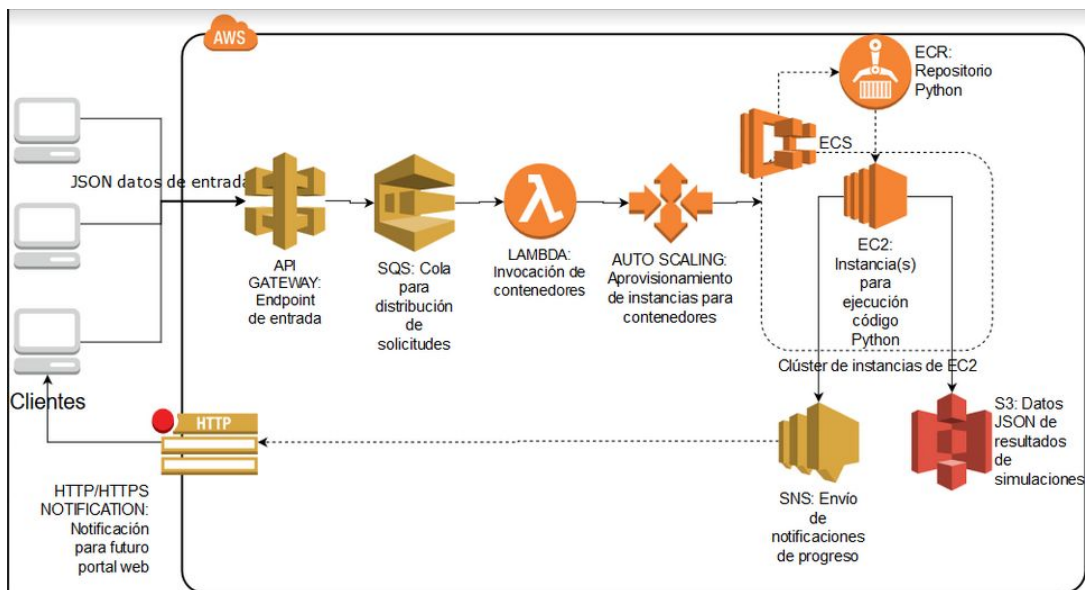 AWS
ECR:
Repositorio
Python
ECS
JSON datos de entrada
API
GATEWAY:
Endpoint
de entrada
SQS: Cola
para
distribución
de
solicitudes
LAMBDA:
Invocación de
contenedores
AUTO SCALING:
Aprovisionamiento
de instancias para
contenedores
EC2:
Instancia(s)
para
ejecución
código
Python
Clúster de instancias de EC2
Clientes
HTTP
HTTP/HTTPS
NOTIFICATION:
Notificación
para futuro
portal web
SNS: Envío
de
notificaciones
de progreso
S3: Datos
JSON de
resultados
de
simulaciones